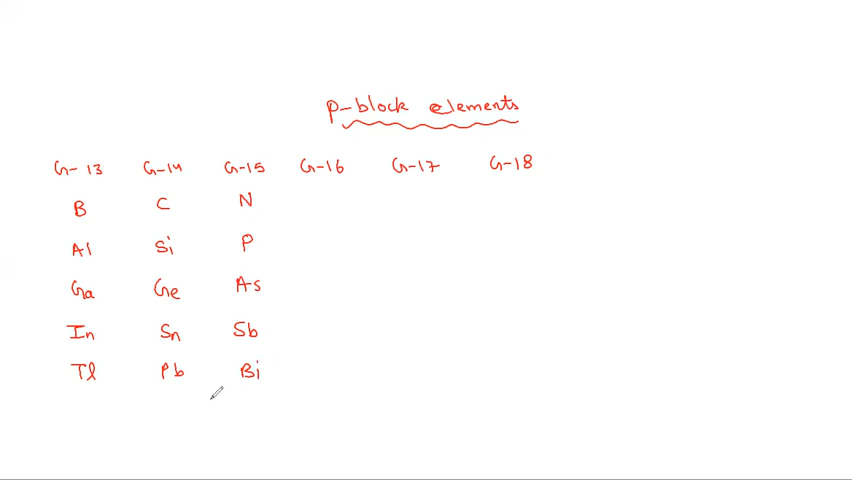 p-block elements
G-13 G-14 G-15 G-16 G-17 G-18
B C N
Al Si P
Ga Ge As
In Sn Sb
Tl Pb Bi